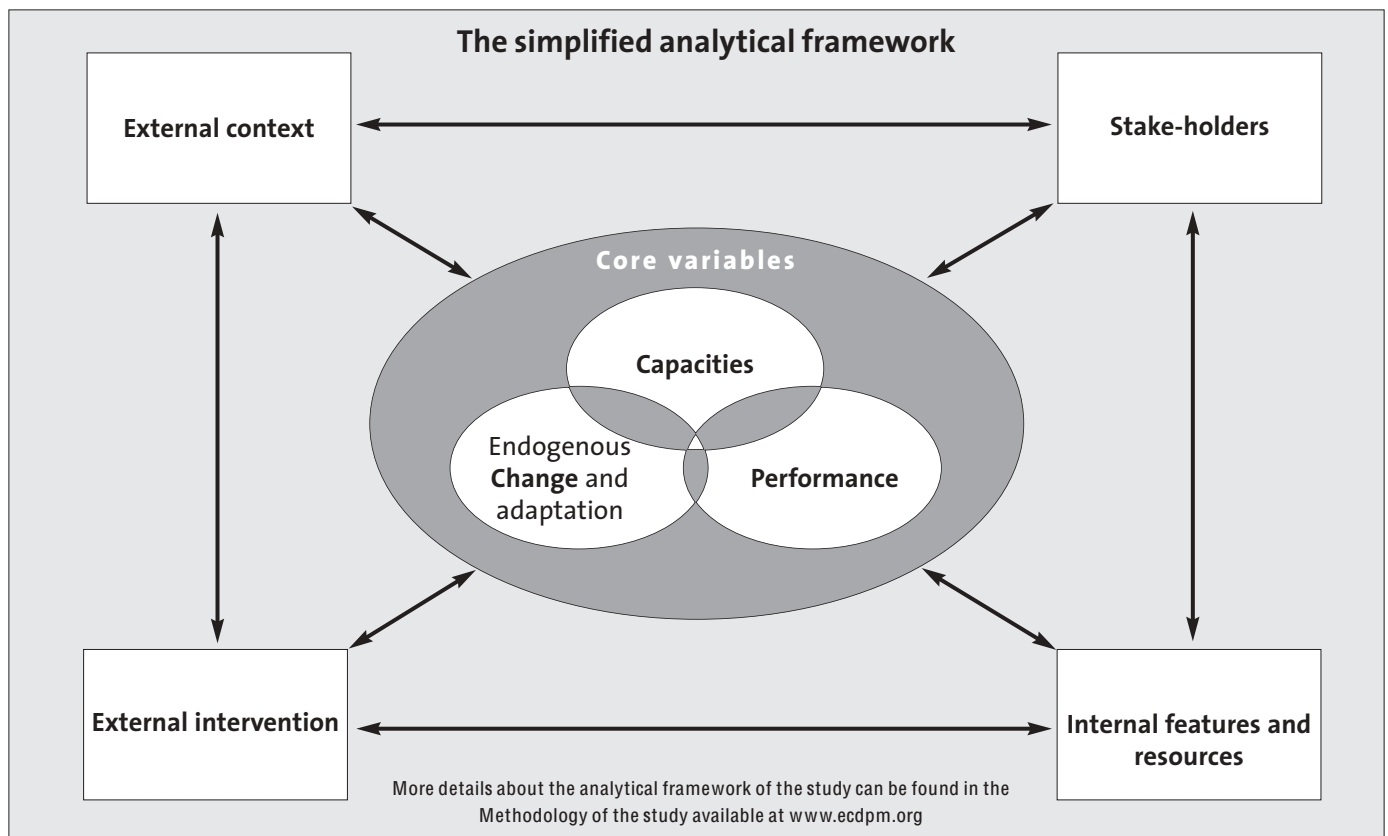 The simplified analytical framework
External context
Stake-holders
Core variables
Capacities
Endogenous
Change and
adaptation
Performance
External intervention
Internal features and
resources
More details about the analytical framework of the study can be found in the
Methodology of the study available at www.ecdpm.org